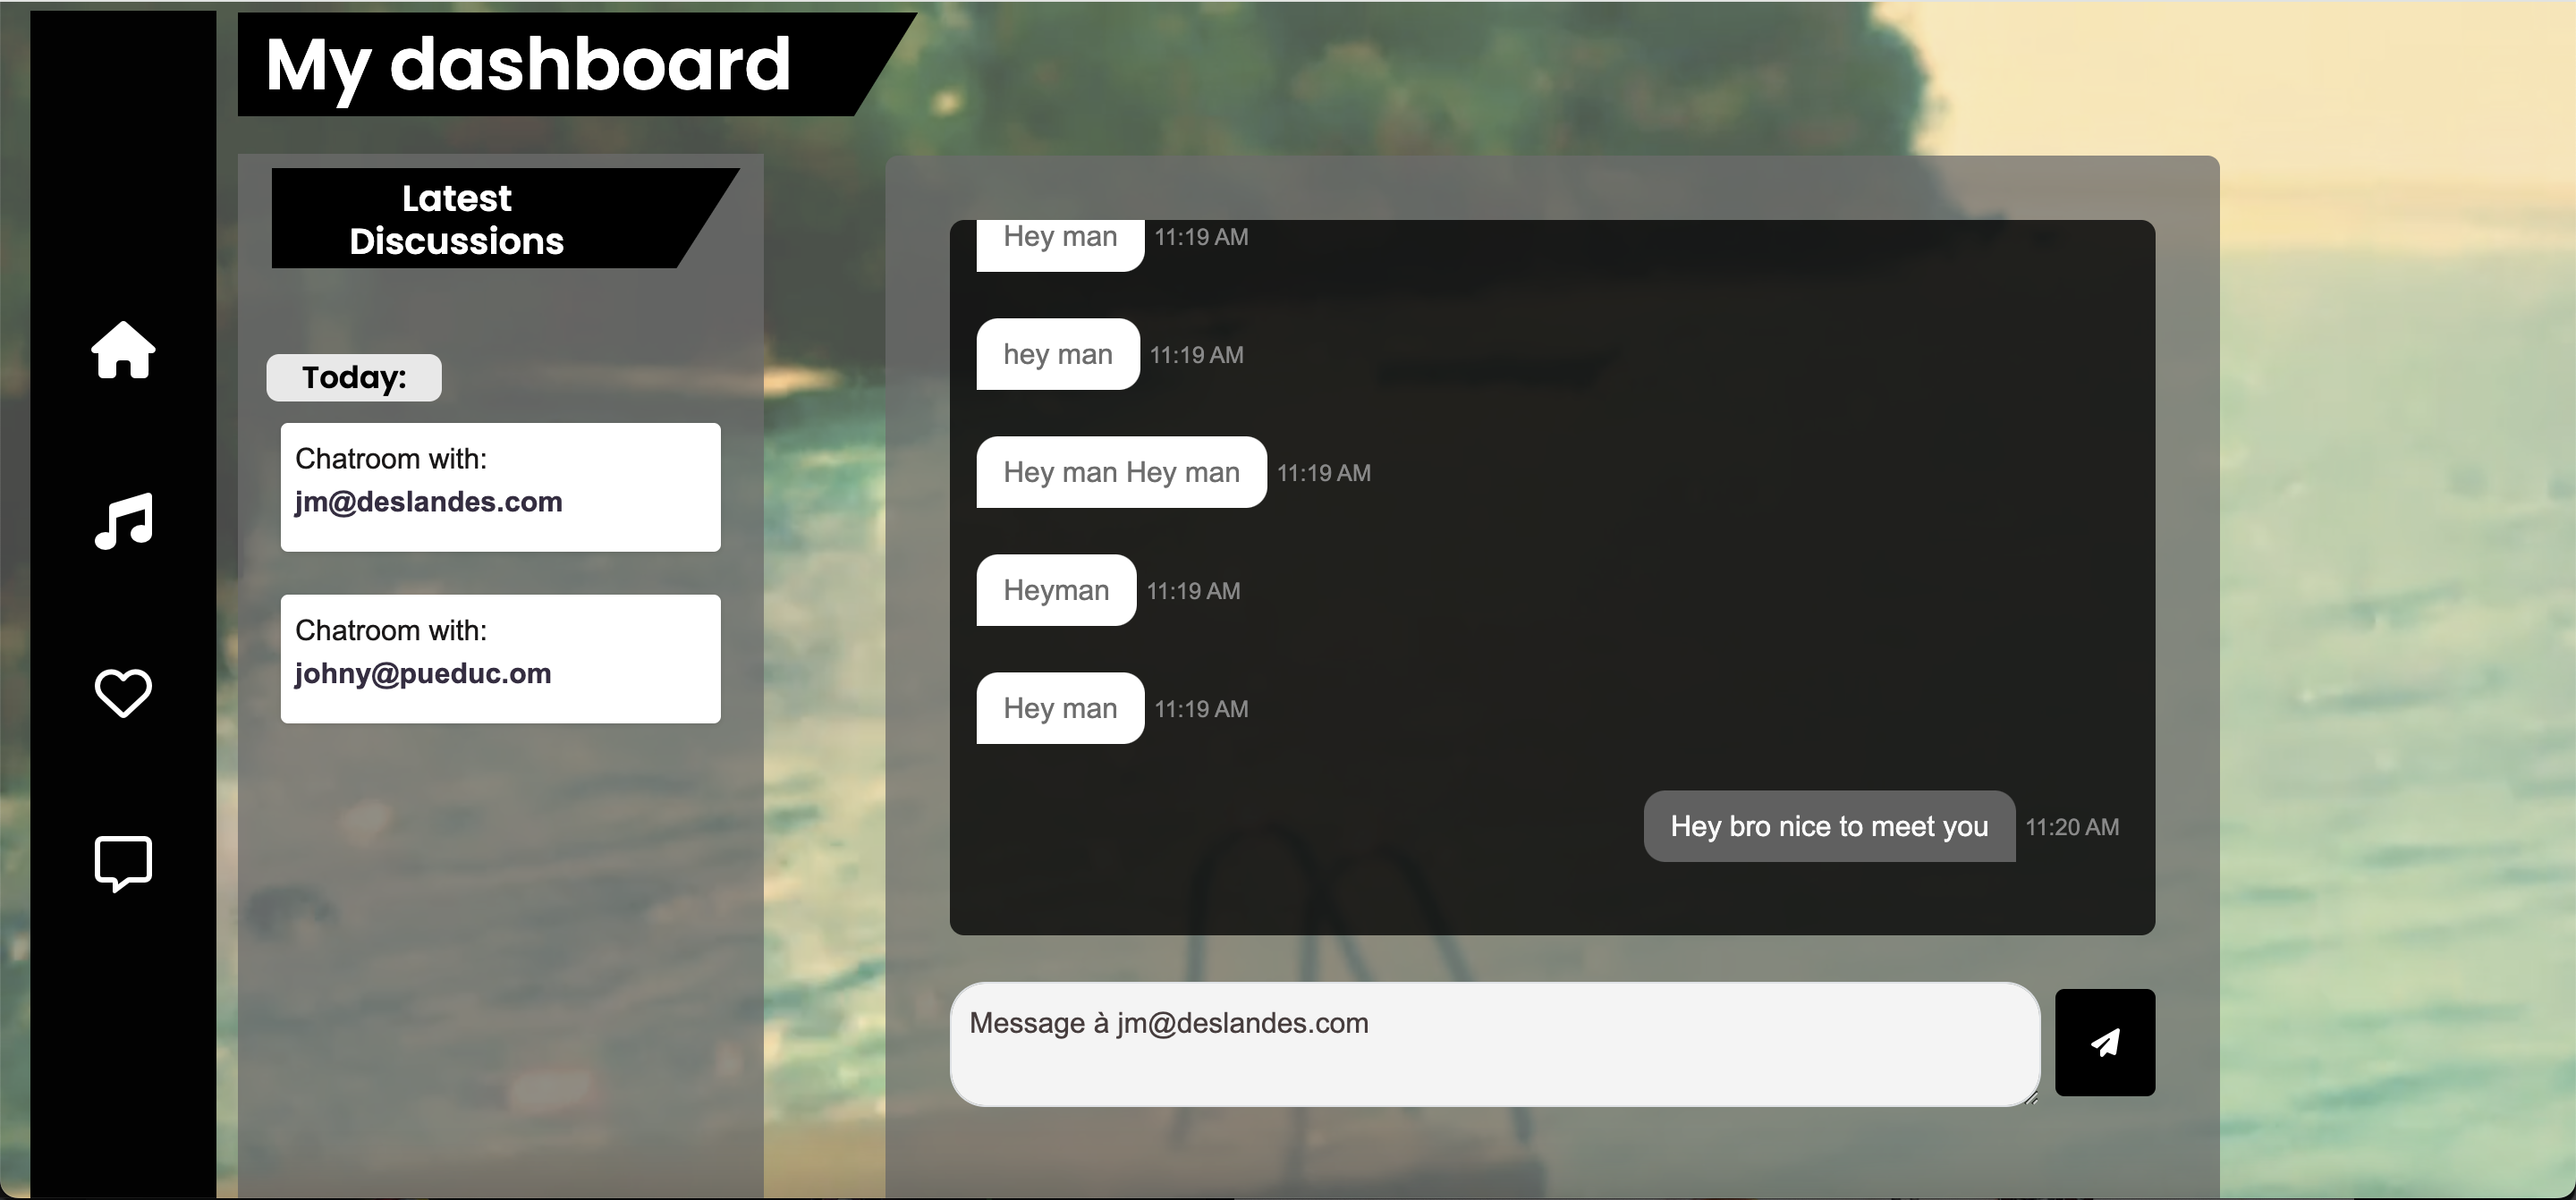 My dashboard
Latest
Discussions
Today:
Chatroom with:
jm@deslandes.com
Chatroom with:
johny@pueduc.om
Hey man 11:19 AM
hey man 11:19 AM
Hey man Hey man 11:19 AM
Heyman 11:19 AM
Hey man 11:19 AM
Hey bro nice to meet you 11:20 AM
Message à jm@deslandes.com